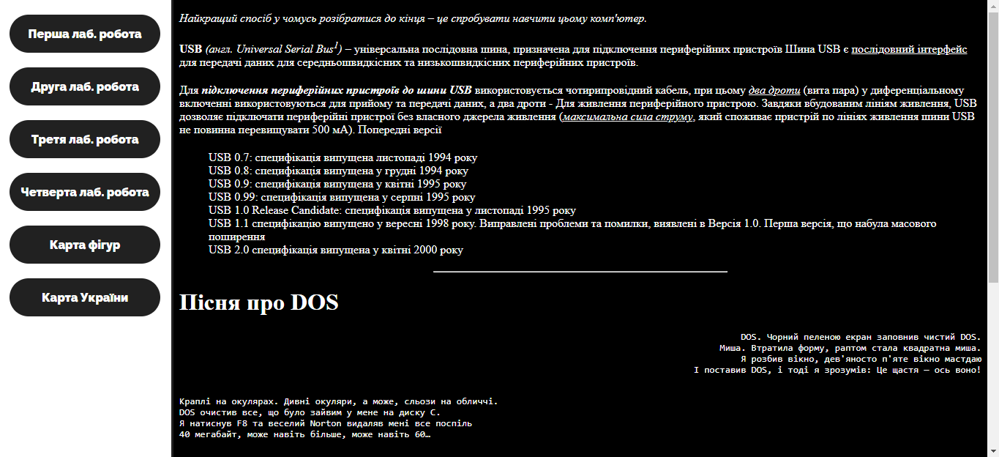 Перша лаб. робота
Друга лаб. робота
Третя лаб. робота
Четверта лаб. робота
Карта фігур
Карта України
Найкращий спосіб у чомусь розібратися до кінця – це спробувати навчити цьому комп'ютер.
USB (англ. Universal Serial Bus¹) – універсальна послідовна шина, призначена для підключення периферійних пристроїв Шина USB є послідовний інтерфейс
для передачі даних для середньошвидкісних та низькошвидкісних периферійних пристроїв.
Для підключення периферійних пристроїв до шини USB використовується чотирипровідний кабель, при цьому два дроти (вита пара) у диференціальному
включенні використовуються для прийому та передачі даних, а два дроти - Для живлення периферійного пристрою. Завдяки вбудованим лініям живлення, USB
дозволяє підключати периферійні пристрої без власного джерела живлення (максимальна сила струму, який споживає пристрій по лініях живлення шини USB
не повинна перевищувати 500 мА). Попередні версії
USB 0.7: специфікація випущена листопаді 1994 року
USB 0.8: специфікація випущена у грудні 1994 року
USB 0.9: специфікація випущена у квітні 1995 року
USB 0.99: специфікація випущена у серпні 1995 року
USB 1.0 Release Candidate: специфікація випущена у листопаді 1995 року
USB 1.1 специфікацію випущено у вересні 1998 року. Виправлені проблеми та помилки, виявлені в Версія 1.0. Перша версія, що набула масового
поширення
USB 2.0 специфікація випущена у квітні 2000 року
Пісня про DOS
DOS. Чорний пеленою екран заповнив чистий DOS.
Миша. Втратила форму, раптом стала квадратна миша.
Я розбив вікно, дев'яносто п'яте вікно мастдаю
І поставив DOS, і тоді я зрозумів: Це щастя – ось воно!
Краплі на окулярах. Дивні окуляри, а може, сльози на обличчі.
DOS очистив все, що було зайвим у мене на диску C.
Я натиснув F8 та веселий Norton видаляв мені все поспіль
40 мегабайт, може навіть більше, може навіть 60…